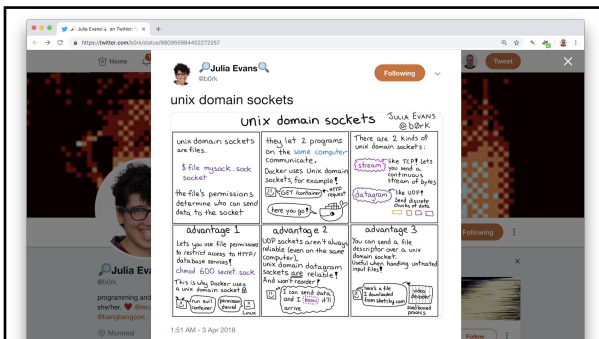 Julia Evans on Twitter: "
https://twitter.com/b0rk/status/980955984402272257
Home
Tweet
Julia Evans
@b0rk
Following
unix domain sockets
unix domain sockets
JULIA EVANS
@b0rk
unix domain sockets
are files.
$ file mysock.sock
socket
the file's permissions
determine who can send
data to the socket
they let 2 programs
on the same computer
communicate.
Docker uses Unix domain
sockets, for example!
GET /container
HTTP
request
here you go!
There are 2 kinds of
unix domain sockets:
stream
like TCP! Lets
you send a
continuous
stream of bytes
datagram
like UDP!
Send discrete
chunks of data
advantage 1
Lets you use file permissions
to restrict access to HTTP/
database services!
chmod 600 secret.sock
This is why Docker uses
a unix domain socket
run evil
container
permission
denied
Linux
advantage 2
UDP sockets aren't always
reliable (even on the same
computer).
unix domain datagram
sockets are reliable!
And won't reorder!
I can send data
and I know it'll
arrive
advantage 3
You can send a file
descriptor over a unix
domain socket.
Useful when handling untrusted
input files!
here's a file
I downloaded
from sketchy.com
video
decoder
sandboxed
process
1:51 AM - 3 Apr 2018
Julia Eva
@b0rk
programming and
she/her.
@bangbangcon
Montreal
Following
Follow